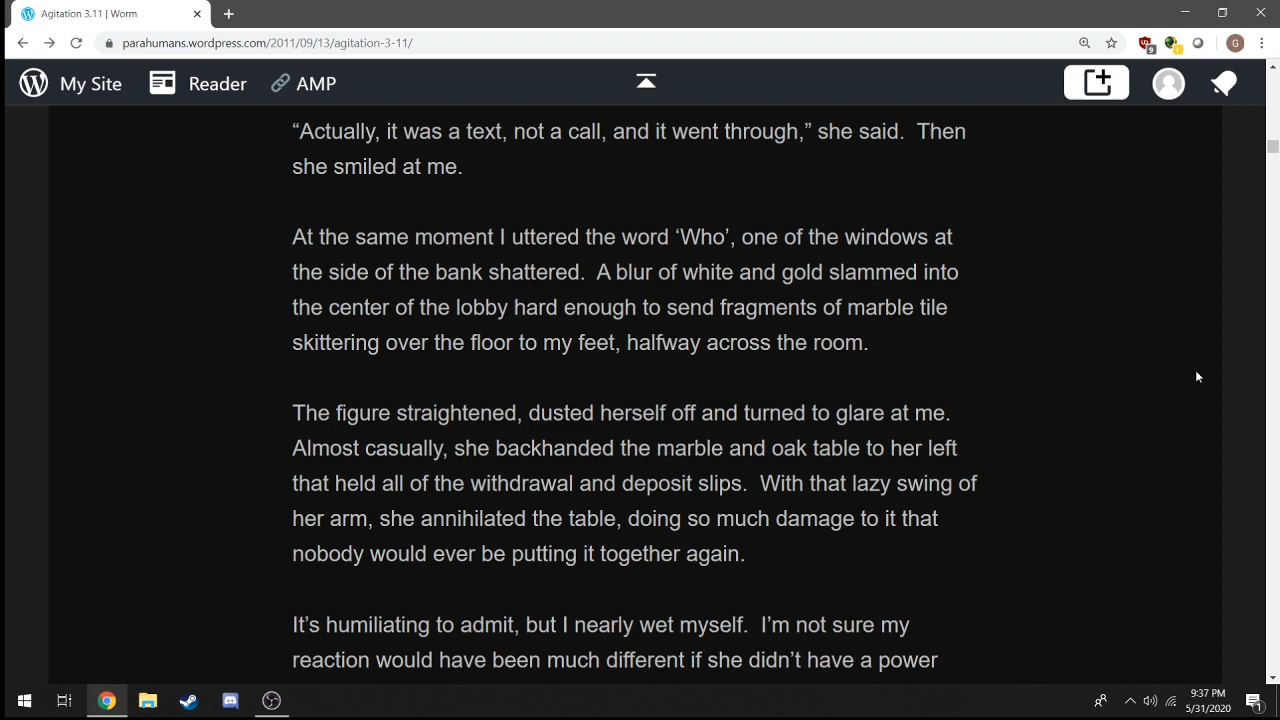 Agitation 3.11 | Worm
parahumans.wordpress.com/2011/09/13/agitation-3-11/
My Site
Reader
AMP
“Actually, it was a text, not a call, and it went through,” she said.  Then
she smiled at me.
At the same moment I uttered the word ‘Who’, one of the windows at
the side of the bank shattered.  A blur of white and gold slammed into
the center of the lobby hard enough to send fragments of marble tile
skittering over the floor to my feet, halfway across the room.
The figure straightened, dusted herself off and turned to glare at me.
Almost casually, she backhanded the marble and oak table to her left
that held all of the withdrawal and deposit slips.  With that lazy swing of
her arm, she annihilated the table, doing so much damage to it that
nobody would ever be putting it together again.
It’s humiliating to admit, but I nearly wet myself.  I’m not sure my
reaction would have been much different if she didn’t have a power
9
1
G
9:37 PM
5/31/2020
1